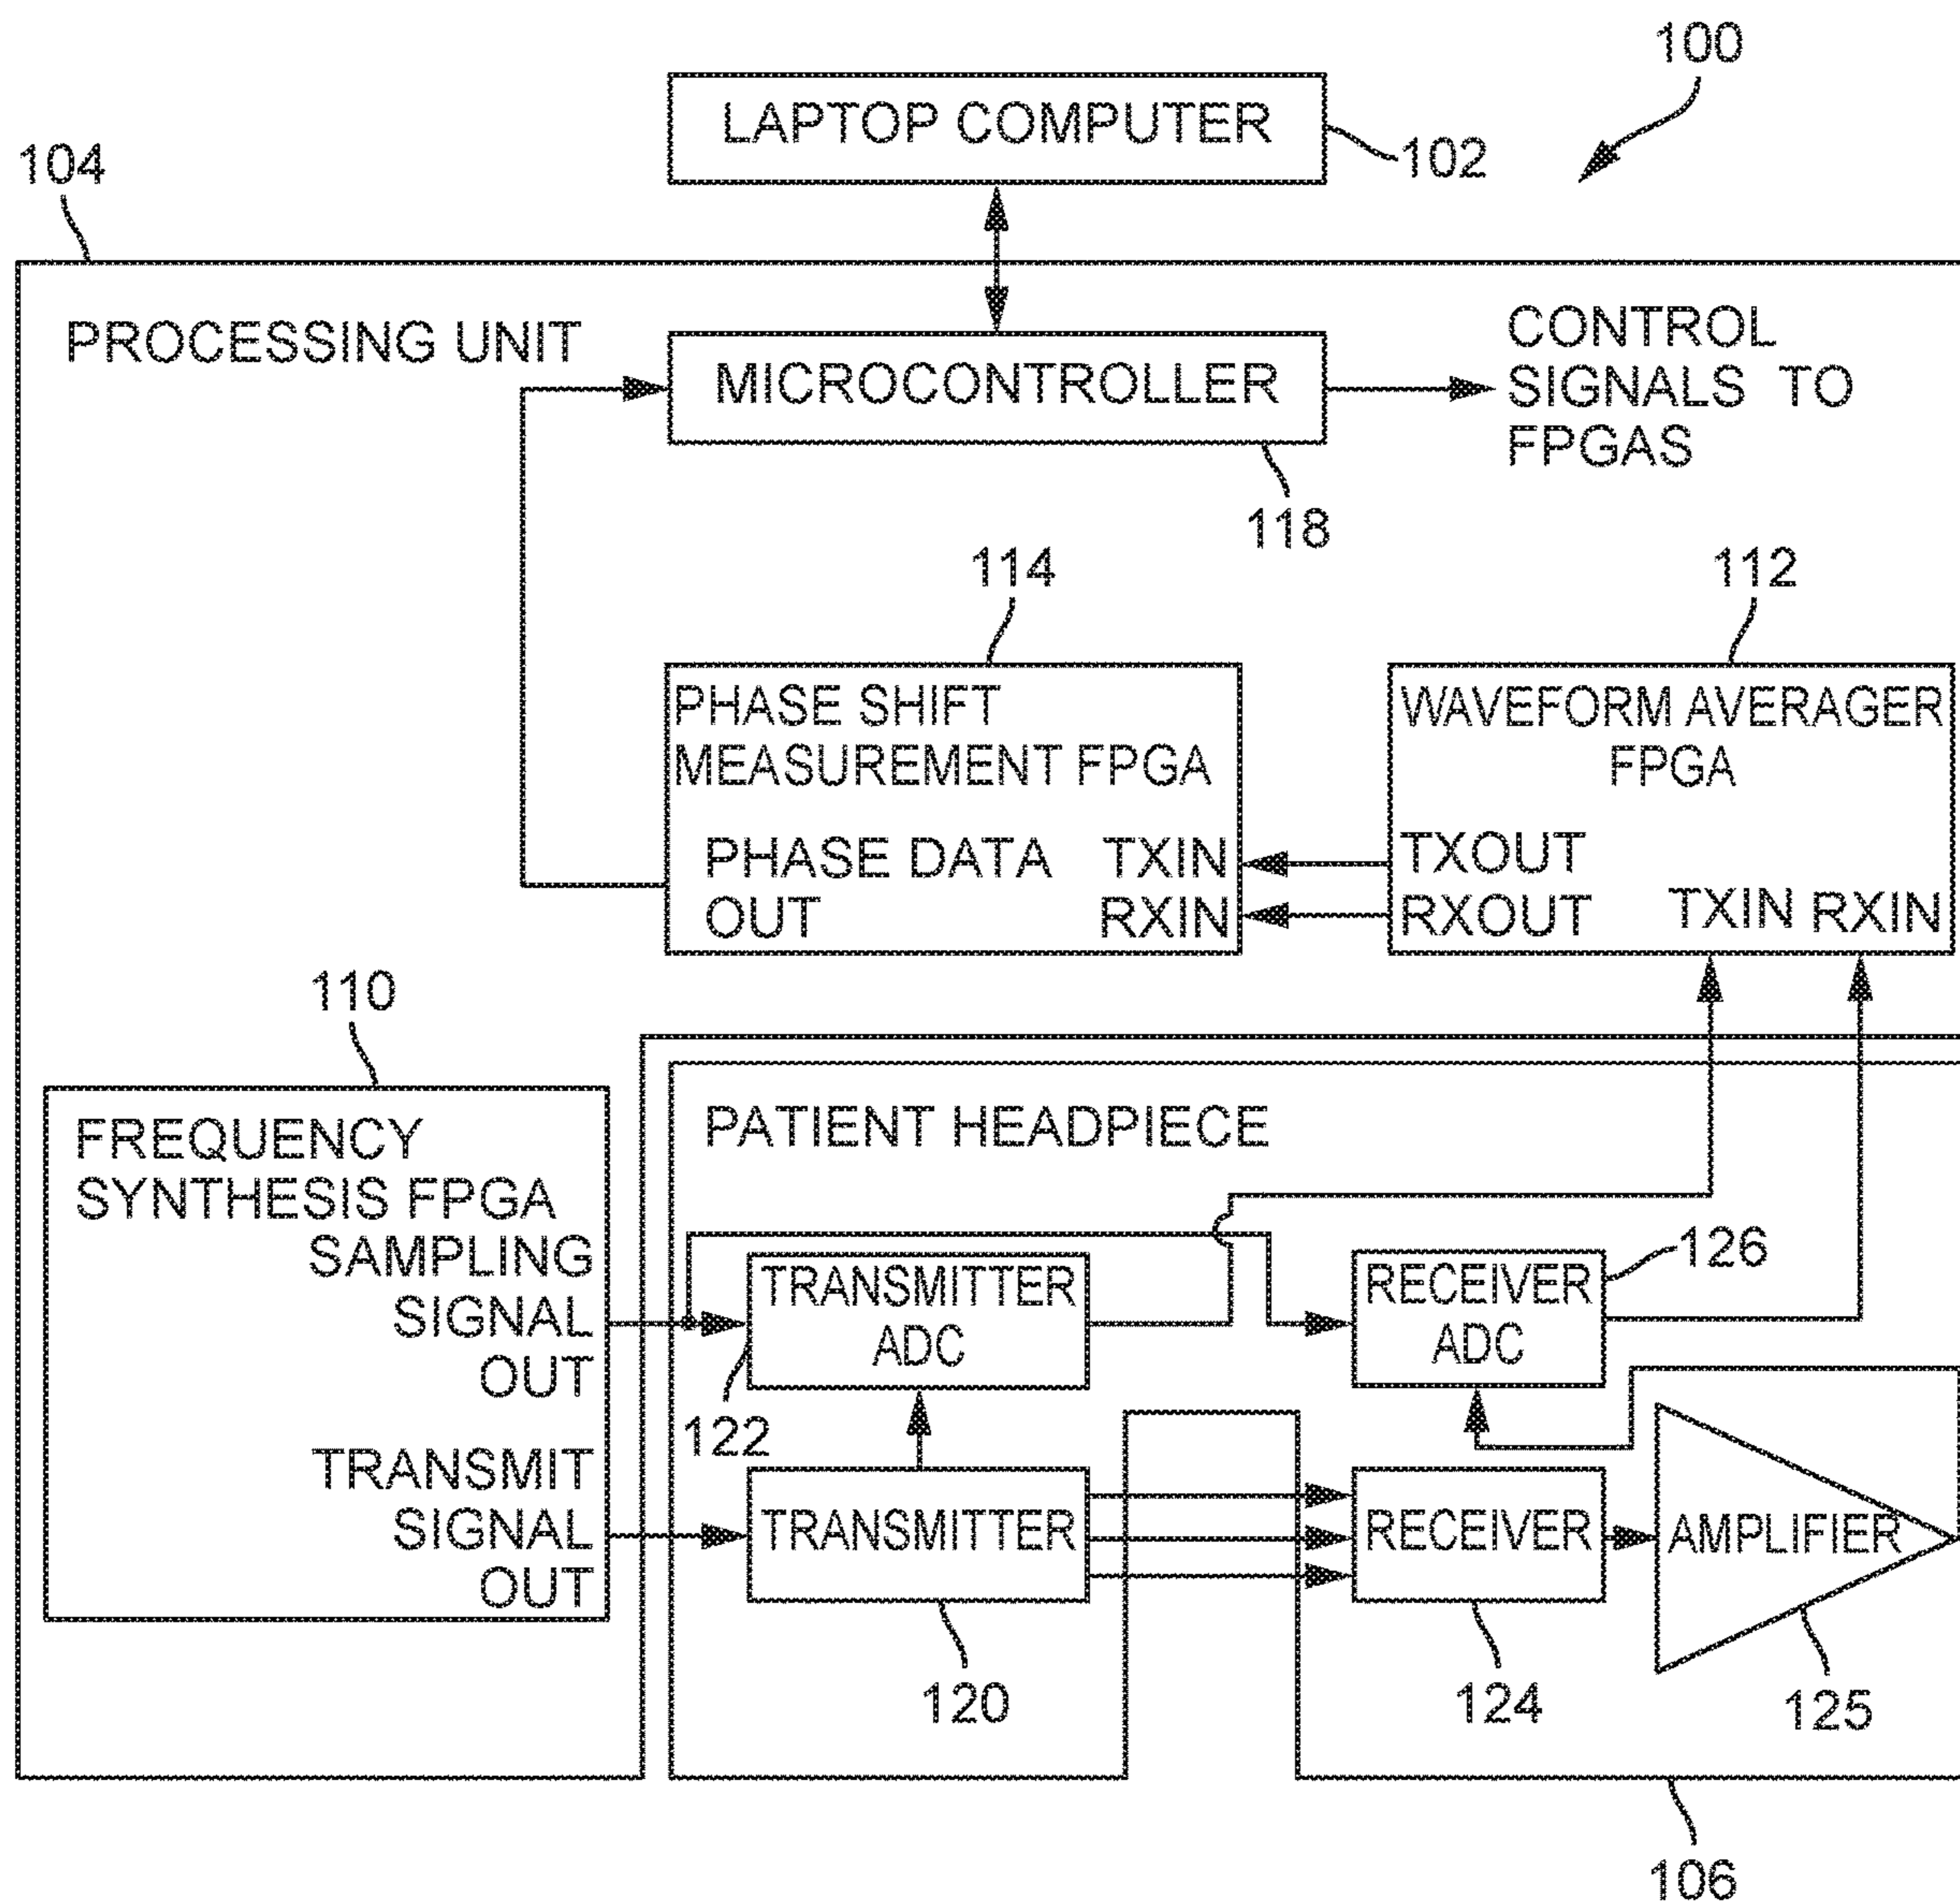 100
LAPTOP COMPUTER
102
104
PROCESSING UNIT
MICROCONTROLLER
CONTROL
SIGNALS TO
FPGAS
118
114
112
PHASE SHIFT
MEASUREMENT FPGA
PHASE DATA
OUT
TXIN
RXIN
WAVEFORM AVERAGER
FPGA
TXOUT
RXOUT
TXIN
RXIN
110
FREQUENCY
SYNTHESIS FPGA
SAMPLING
SIGNAL
OUT
TRANSMIT
SIGNAL
OUT
PATIENT HEADPIECE
TRANSMITTER
ADC
122
RECEIVER
ADC
126
TRANSMITTER
RECEIVER
AMPLIFIER
120
124
125
106